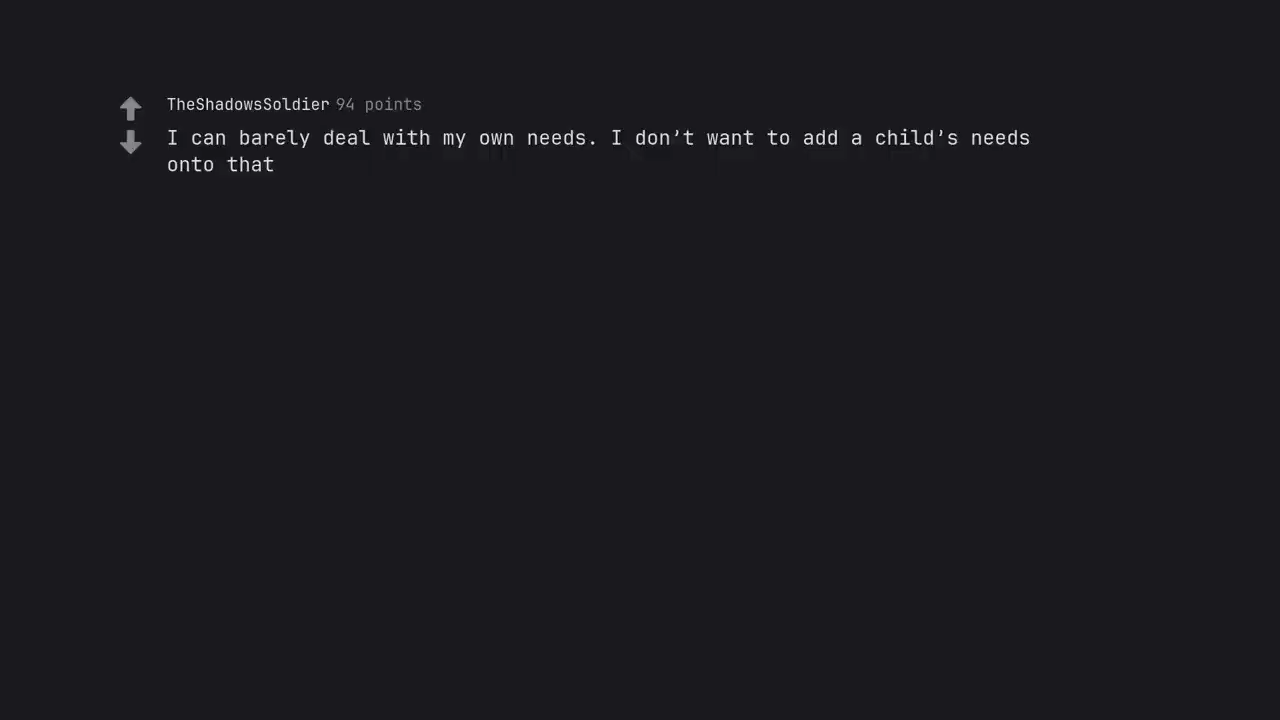 TheShadowsSoldier 94 points
I can barely deal with my own needs. I don’t want to add a child’s needs
onto that